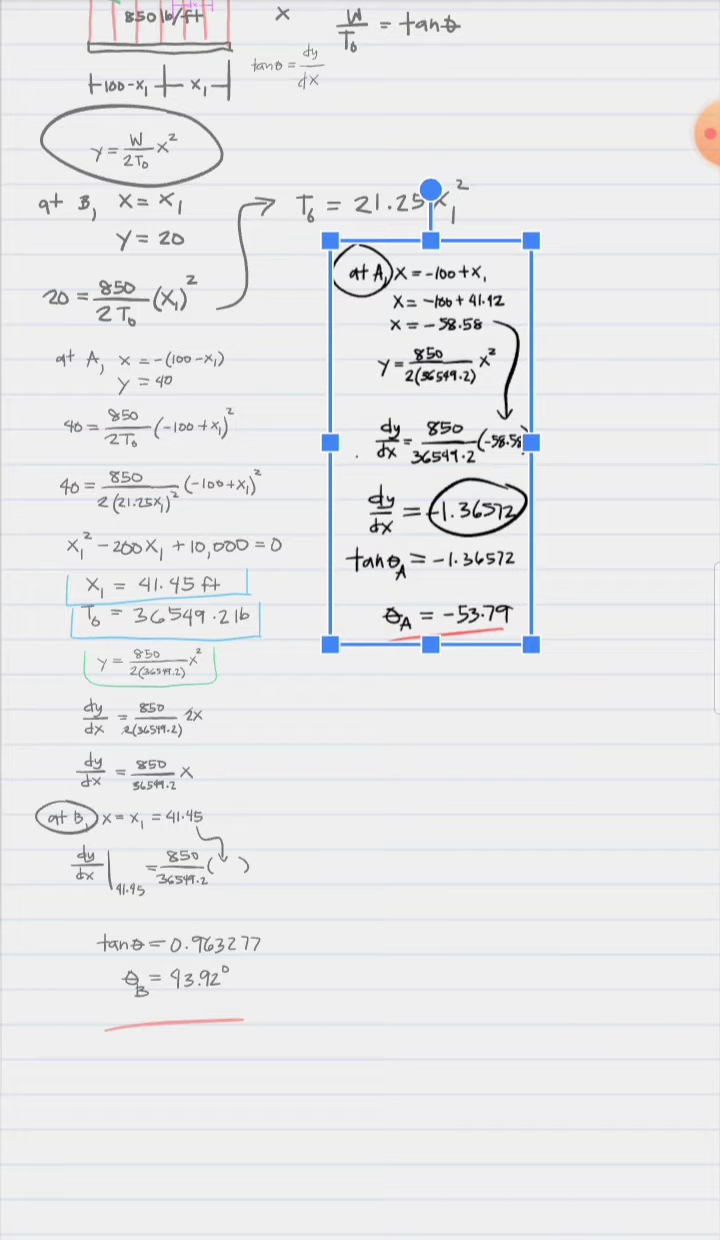 850 lb/ft
x
W/T₀ = tanθ
tanθ = dy/dx
100-x₁ x₁
y = W/2T₀ x²
at B, x = x₁
y = 20
20 = 850/2T₀ (x₁)²
T₀ = 21.25x₁²
at A, x = -(100-x₁)
y = 40
40 = 850/2T₀ (-100+x₁)²
40 = 850/2(21.25x₁)² (-100+x₁)²
x₁² - 200x₁ + 10,000 = 0
x₁ = 41.45 ft
T₀ = 36549.2 lb
y = 850/2(36549.2) x²
dy/dx = 850/2(36549.2) 2x
dy/dx = 850/36549.2 x
at B, x = x₁ = 41.45
dy/dx |41.45 = 850/36549.2 ( )
tanθ = 0.963277
θB = 43.92°
at A, x = -100+x₁
x = -100+41.42
x = -58.58
y = 850/2(36549.2) x²
dy/dx = 850/36549.2 (-58.58)
dy/dx = -1.36572
tanθA = -1.36572
θA = -53.79